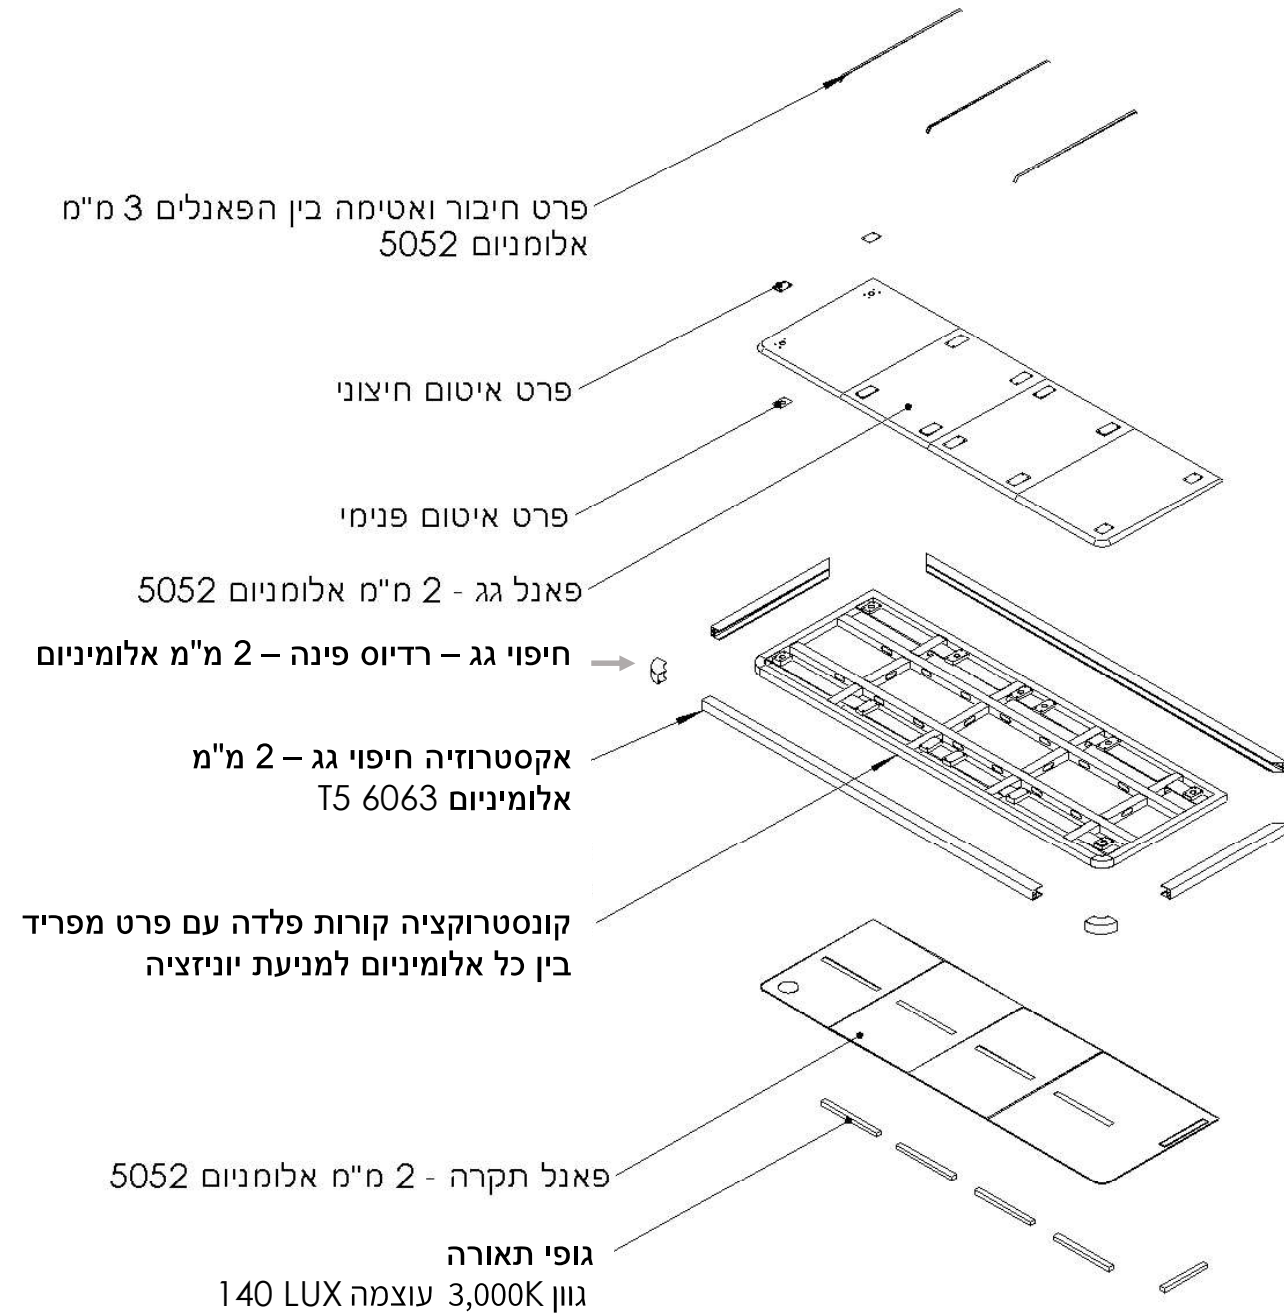 פרט חיבור ואטימה בין הפאנלים 3 מ"מ
אלומניום 5052
פרט איטום חיצוני
פרט איטום פנימי
פאנל גג - 2 מ"מ אלומניום 5052
חיפוי גג – רדיוס פינה – 2 מ"מ אלומיניום
אקסטרוזיה חיפוי גג – 2 מ"מ
אלומיניום 6063 T5
קונסטרוקציה קורות פלדה עם פרט מפריד
בין כל אלומיניום למניעת יוניזציה
פאנל תקרה - 2 מ"מ אלומניום 5052
גופי תאורה
גוון 3,000K עוצמה 140 LUX